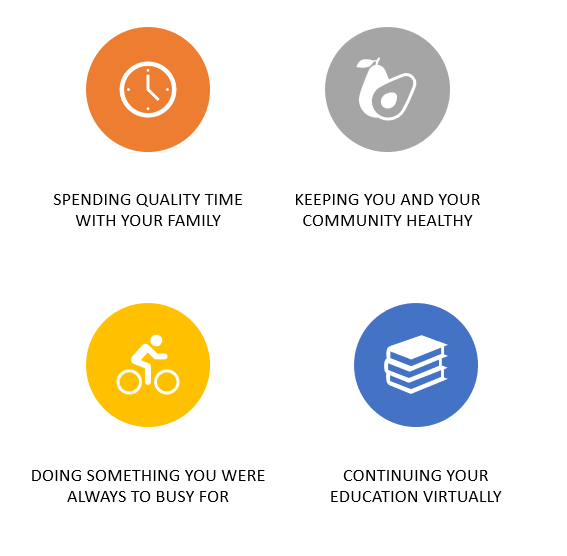 SPENDING QUALITY TIME
WITH YOUR FAMILY
KEEPING YOU AND YOUR
COMMUNITY HEALTHY
DOING SOMETHING YOU WERE
ALWAYS TO BUSY FOR
CONTINUING YOUR
EDUCATION VIRTUALLY